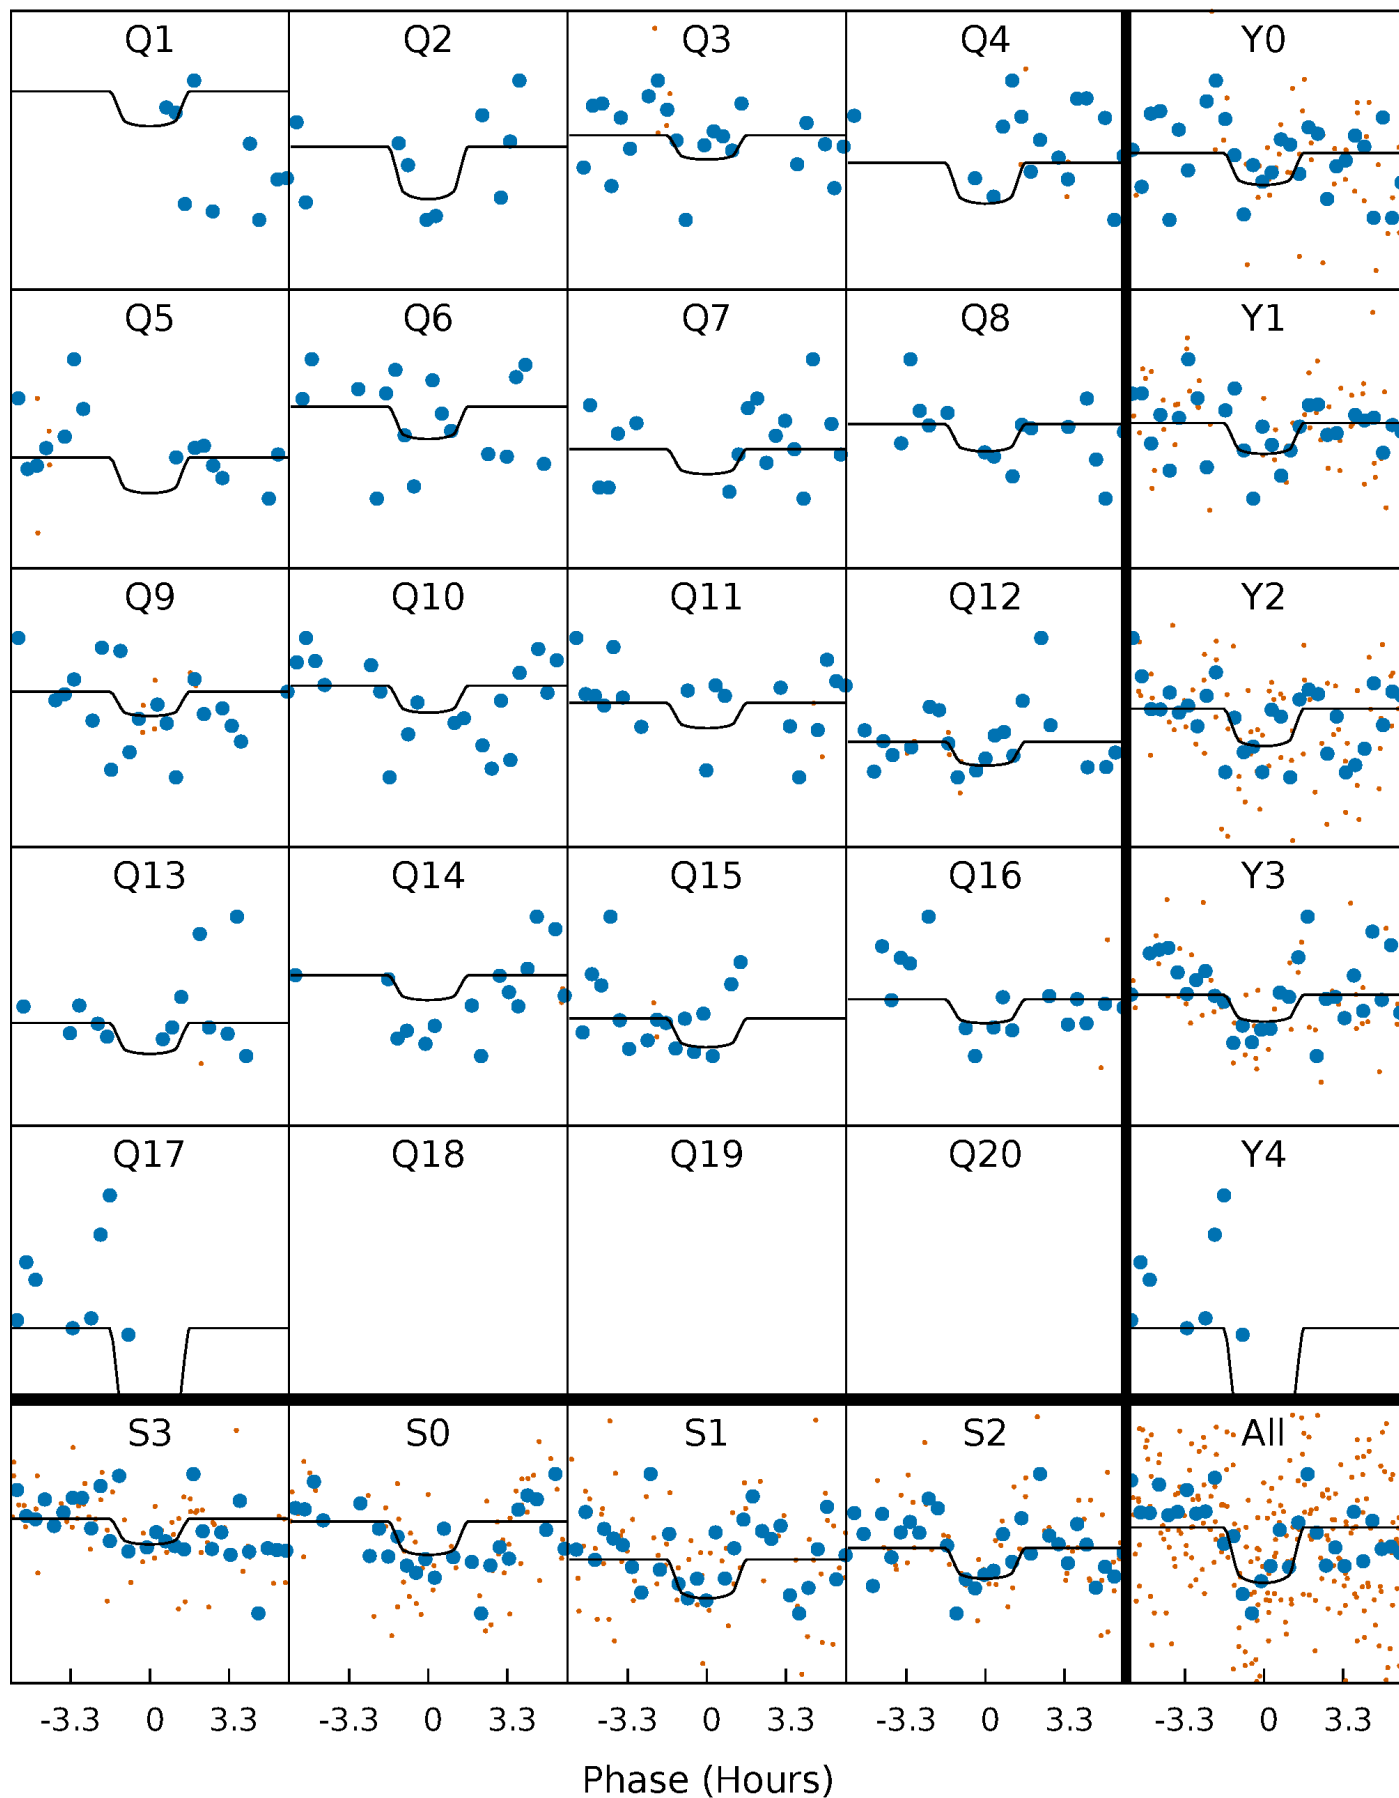 Q1 Q2 Q3 Q4 Y0
Q5 Q6 Q7 Q8 Y1
Q9 Q10 Q11 Q12 Y2
Q13 Q14 Q15 Q16 Y3
Q17 Q18 Q19 Q20 Y4
S3 S0 S1 S2 All
-3.3 0 3.3 -3.3 0 3.3 -3.3 0 3.3 -3.3 0 3.3 -3.3 0 3.3
Phase (Hours)